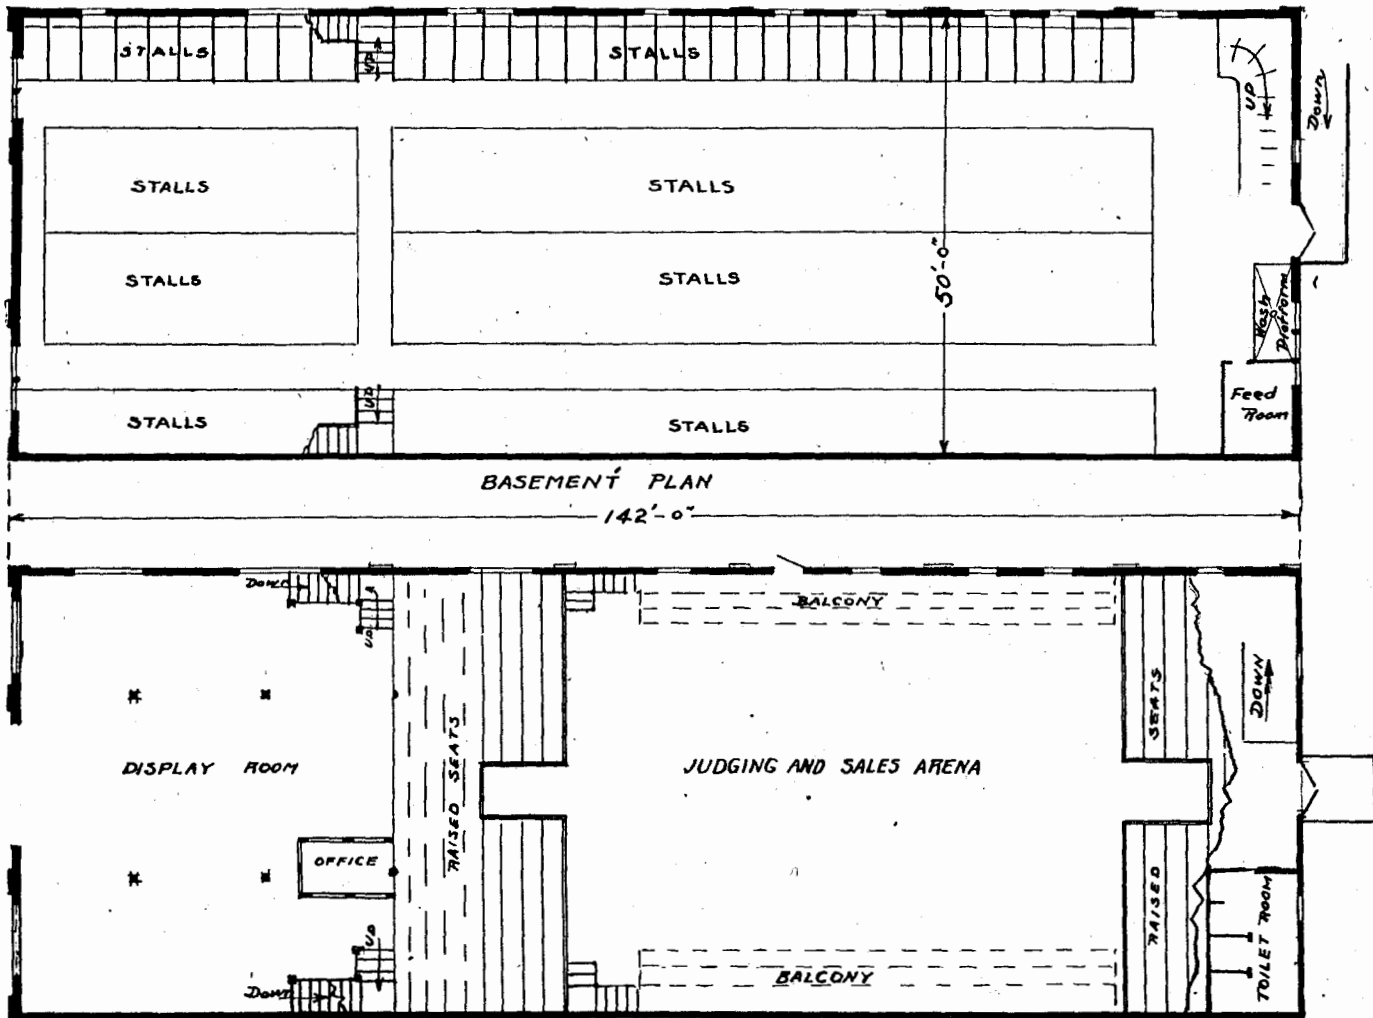 STALLS
UP
STALLS
UP
DOWN
STALLS
STALLS
STALLS
STALLS
50'-0"
Wash
Platform
Feed
Room
UP
STALLS
STALLS
BASEMENT PLAN
142'-0"
DOWN
UP
BALCONY
RAISED SEATS
SEATS
DOWN
DISPLAY ROOM
JUDGING AND SALES ARENA
OFFICE
RAISED
TOILET ROOM
UP
DOWN
BALCONY